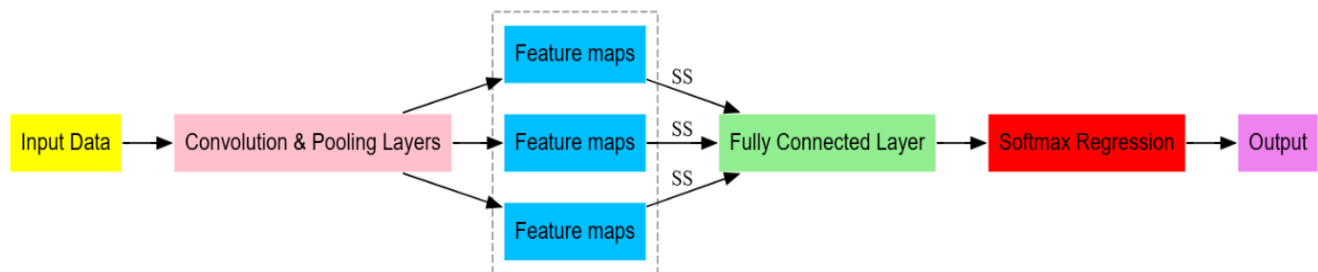 Feature maps
SS
Input Data
Convolution & Pooling Layers
Feature maps
SS
Fully Connected Layer
Softmax Regression
Output
SS
Feature maps